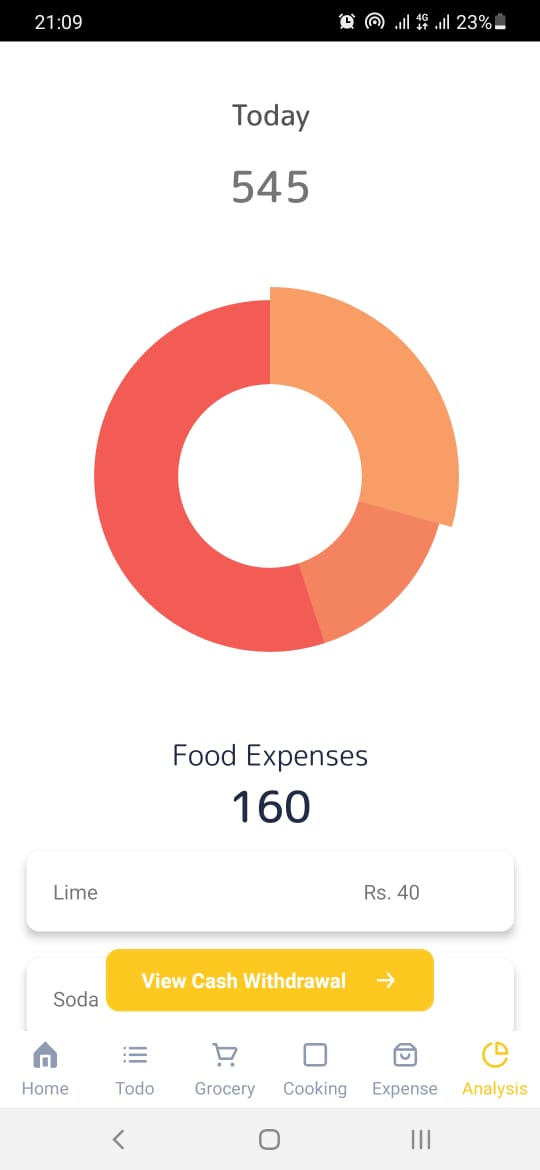 21:09 4G 23%
Today
545
Food Expenses
160
Lime Rs. 40
View Cash Withdrawal →
Soda
Home Todo Grocery Cooking Expense Analysis